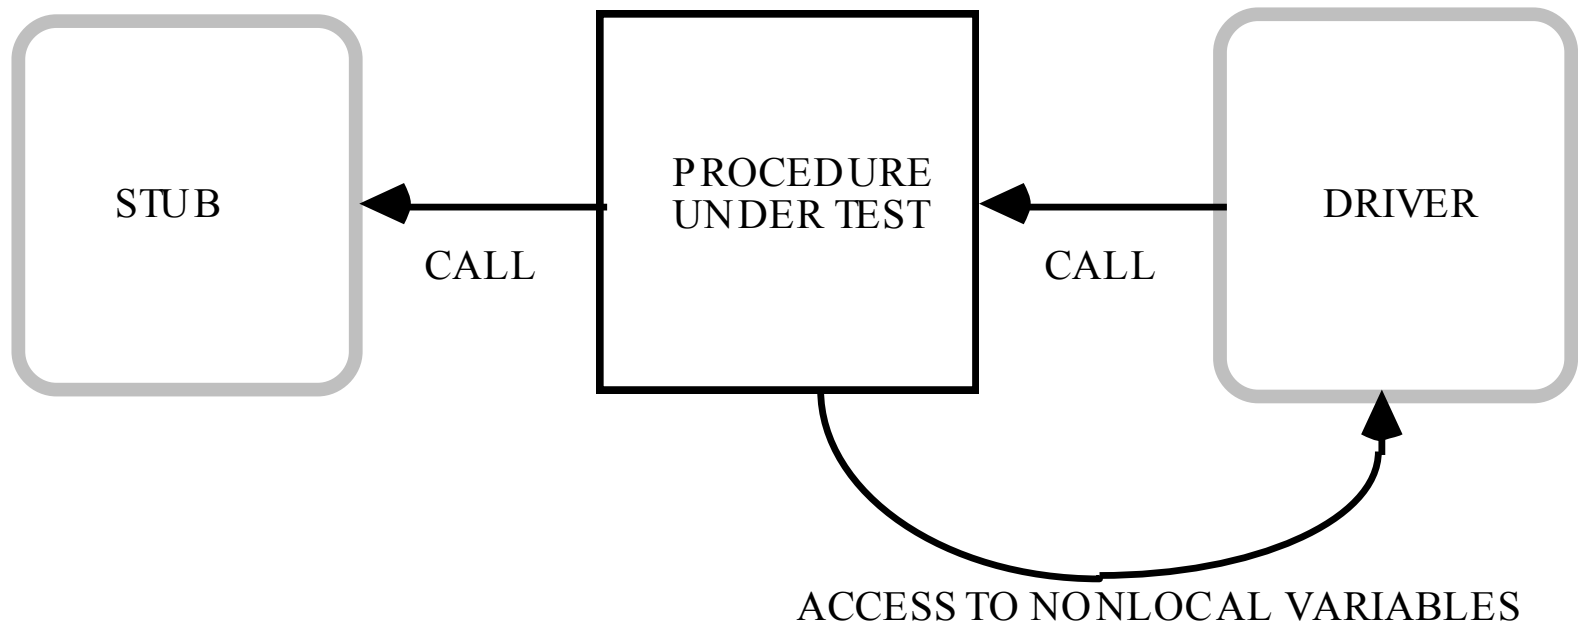 STUB
PROCEDURE
UNDER TEST
DRIVER
CALL
CALL
ACCESS TO NONLOCAL VARIABLES